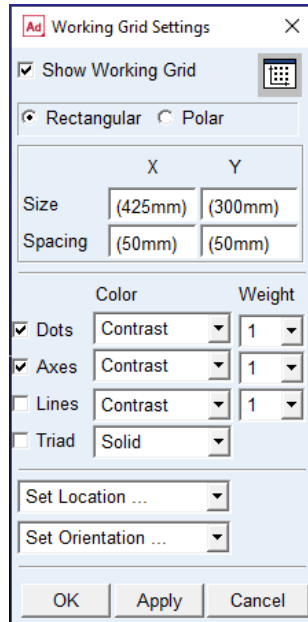 Ad Working Grid Settings
Show Working Grid
Rectangular Polar
X Y
Size (425mm) (300mm)
Spacing (50mm) (50mm)
Color Weight
Dots Contrast 1
Axes Contrast 1
Lines Contrast 1
Triad Solid
Set Location ...
Set Orientation ...
OK Apply Cancel